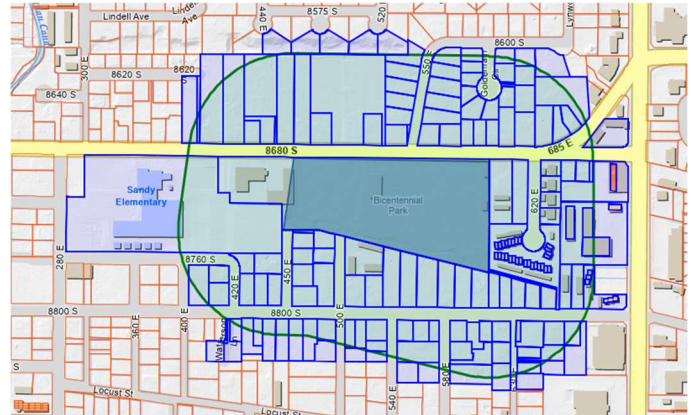 Lindell Ave
Ave
440 E
8575 S
520
8600 S
300 E
8620 S
8620
S
550 E
8640 S
8680 S
685 E
Sandy
Elementary
Bicentennial
Park
620 E
280 E
8760 S
420 E
450 E
8800 S
8800 S
500 E
360 E
400 E
S
Locust St
Locust St
540 E
580 E